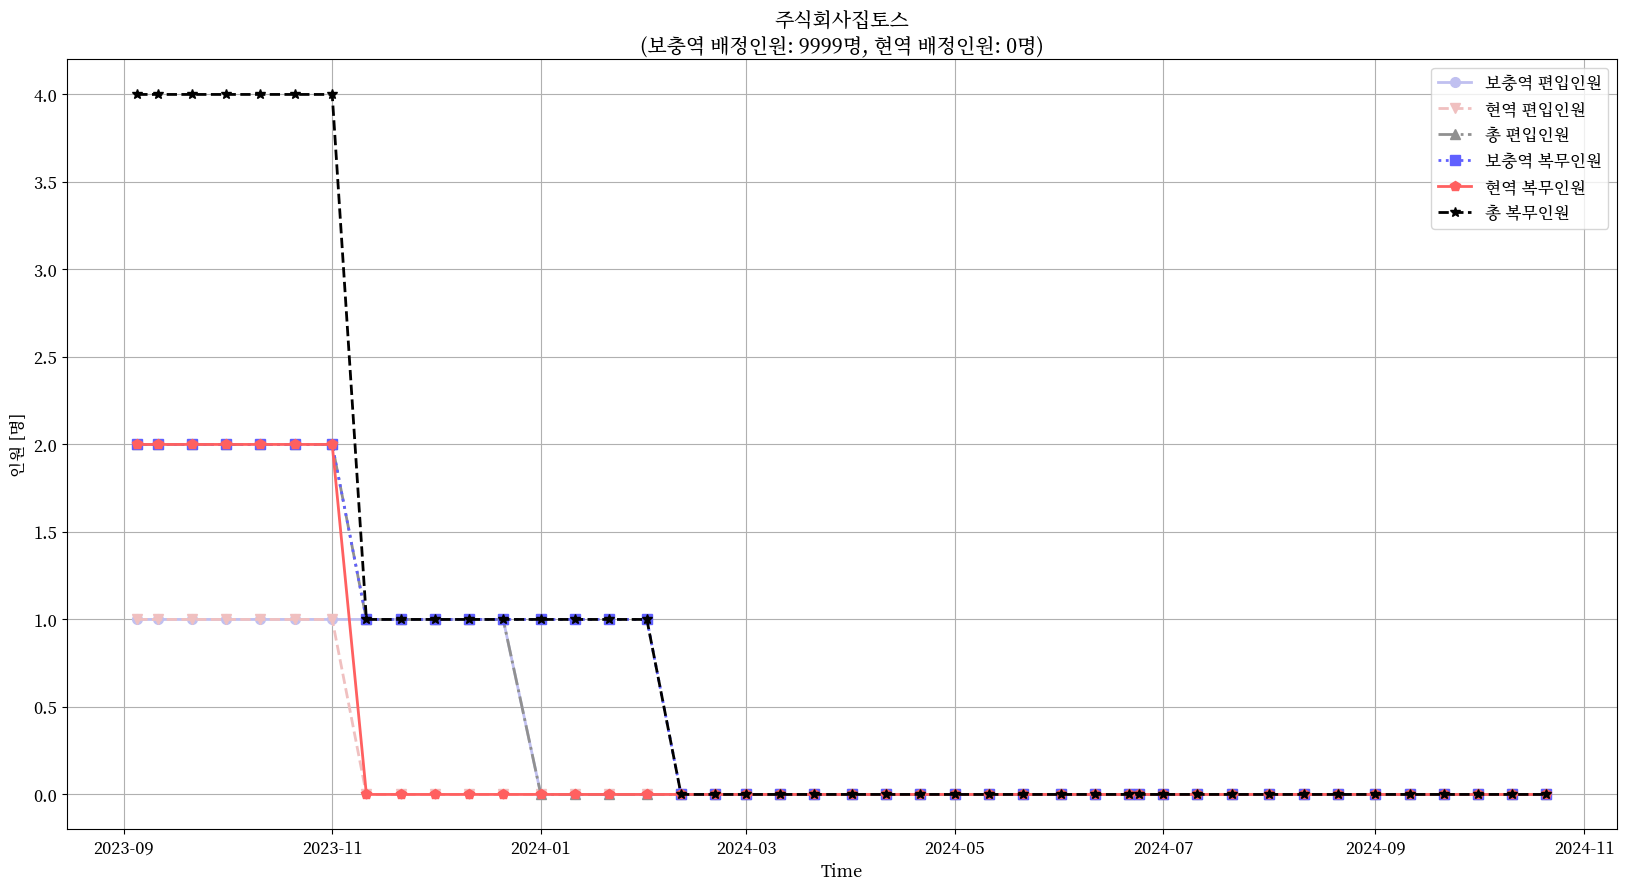 주식회사집토스
(보충역 배정인원: 9999명, 현역 배정인원: 0명)
보충역 편입인원
현역 편입인원
총 편입인원
보충역 복무인원
현역 복무인원
총 복무인원
인원 [명]
4.0
3.5
3.0
2.5
2.0
1.5
1.0
0.5
0.0
2023-09 2023-11 2024-01 2024-03 2024-05 2024-07 2024-09 2024-11
Time